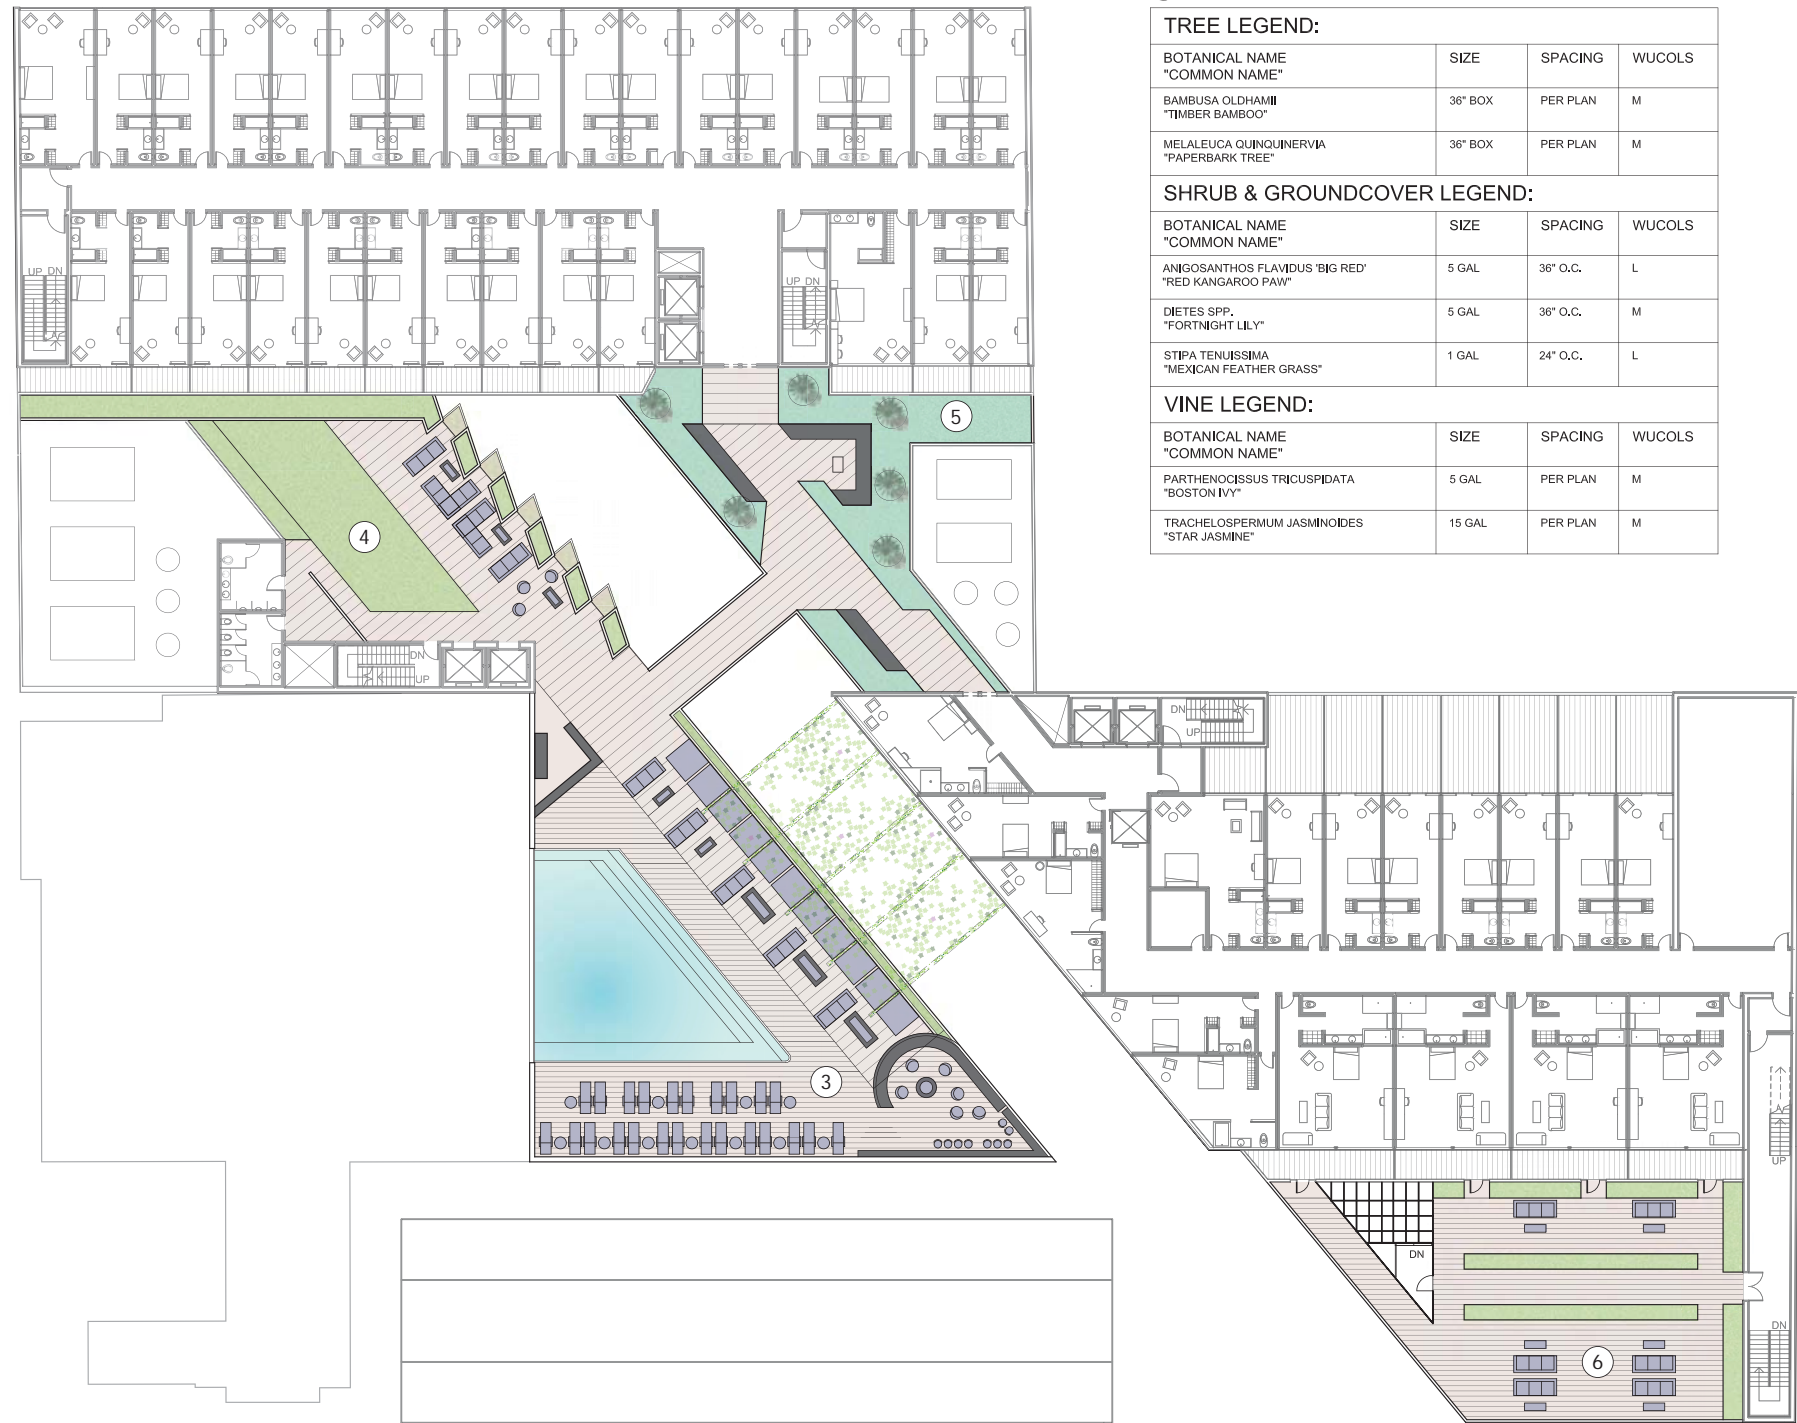 TREE LEGEND:
BOTANICAL NAME SIZE SPACING WUCOLS
"COMMON NAME"
BAMBUSA OLDHAMII 36" BOX PER PLAN M
"TIMBER BAMBOO"
MELALEUCA QUINQUINERVIA 36" BOX PER PLAN M
"PAPERBARK TREE"
SHRUB & GROUNDCOVER LEGEND:
BOTANICAL NAME SIZE SPACING WUCOLS
"COMMON NAME"
ANIGOSANTHOS FLAVIDUS 'BIG RED' 5 GAL 36" O.C. L
"RED KANGAROO PAW"
DIETES SPP. 5 GAL 36" O.C. M
"FORTNIGHT LILY"
STIPA TENUISSIMA 1 GAL 24" O.C. L
"MEXICAN FEATHER GRASS"
VINE LEGEND:
BOTANICAL NAME SIZE SPACING WUCOLS
"COMMON NAME"
PARTHENOCISSUS TRICUSPIDATA 5 GAL PER PLAN M
"BOSTON IVY"
TRACHELOSPERMUM JASMINOIDES 15 GAL PER PLAN M
"STAR JASMINE"
UP DN
UP DN
5
4
DN
UP
DN
UP
3
UP
DN
DN
6